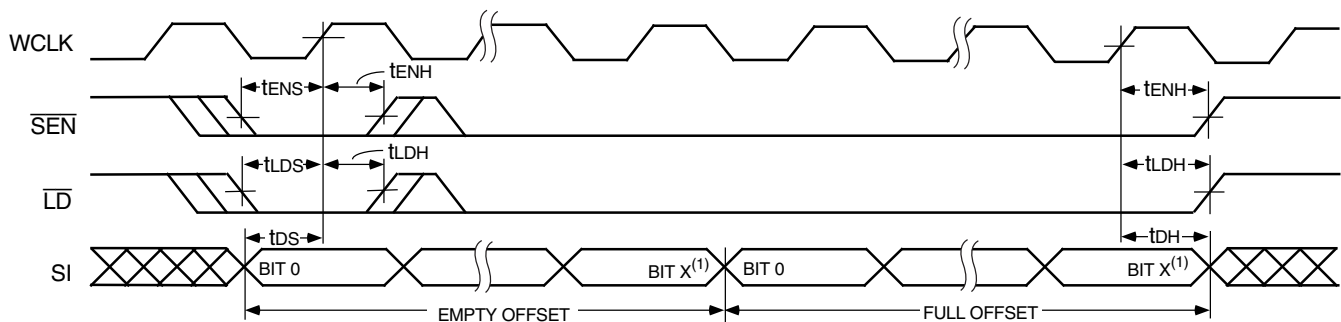 WCLK
tENS
tENH
tENH
SEN
tLDS
tLDH
tLDH
LD
tDS
tDH
SI
BIT 0
BIT X(1)
BIT 0
BIT X(1)
EMPTY OFFSET
FULL OFFSET